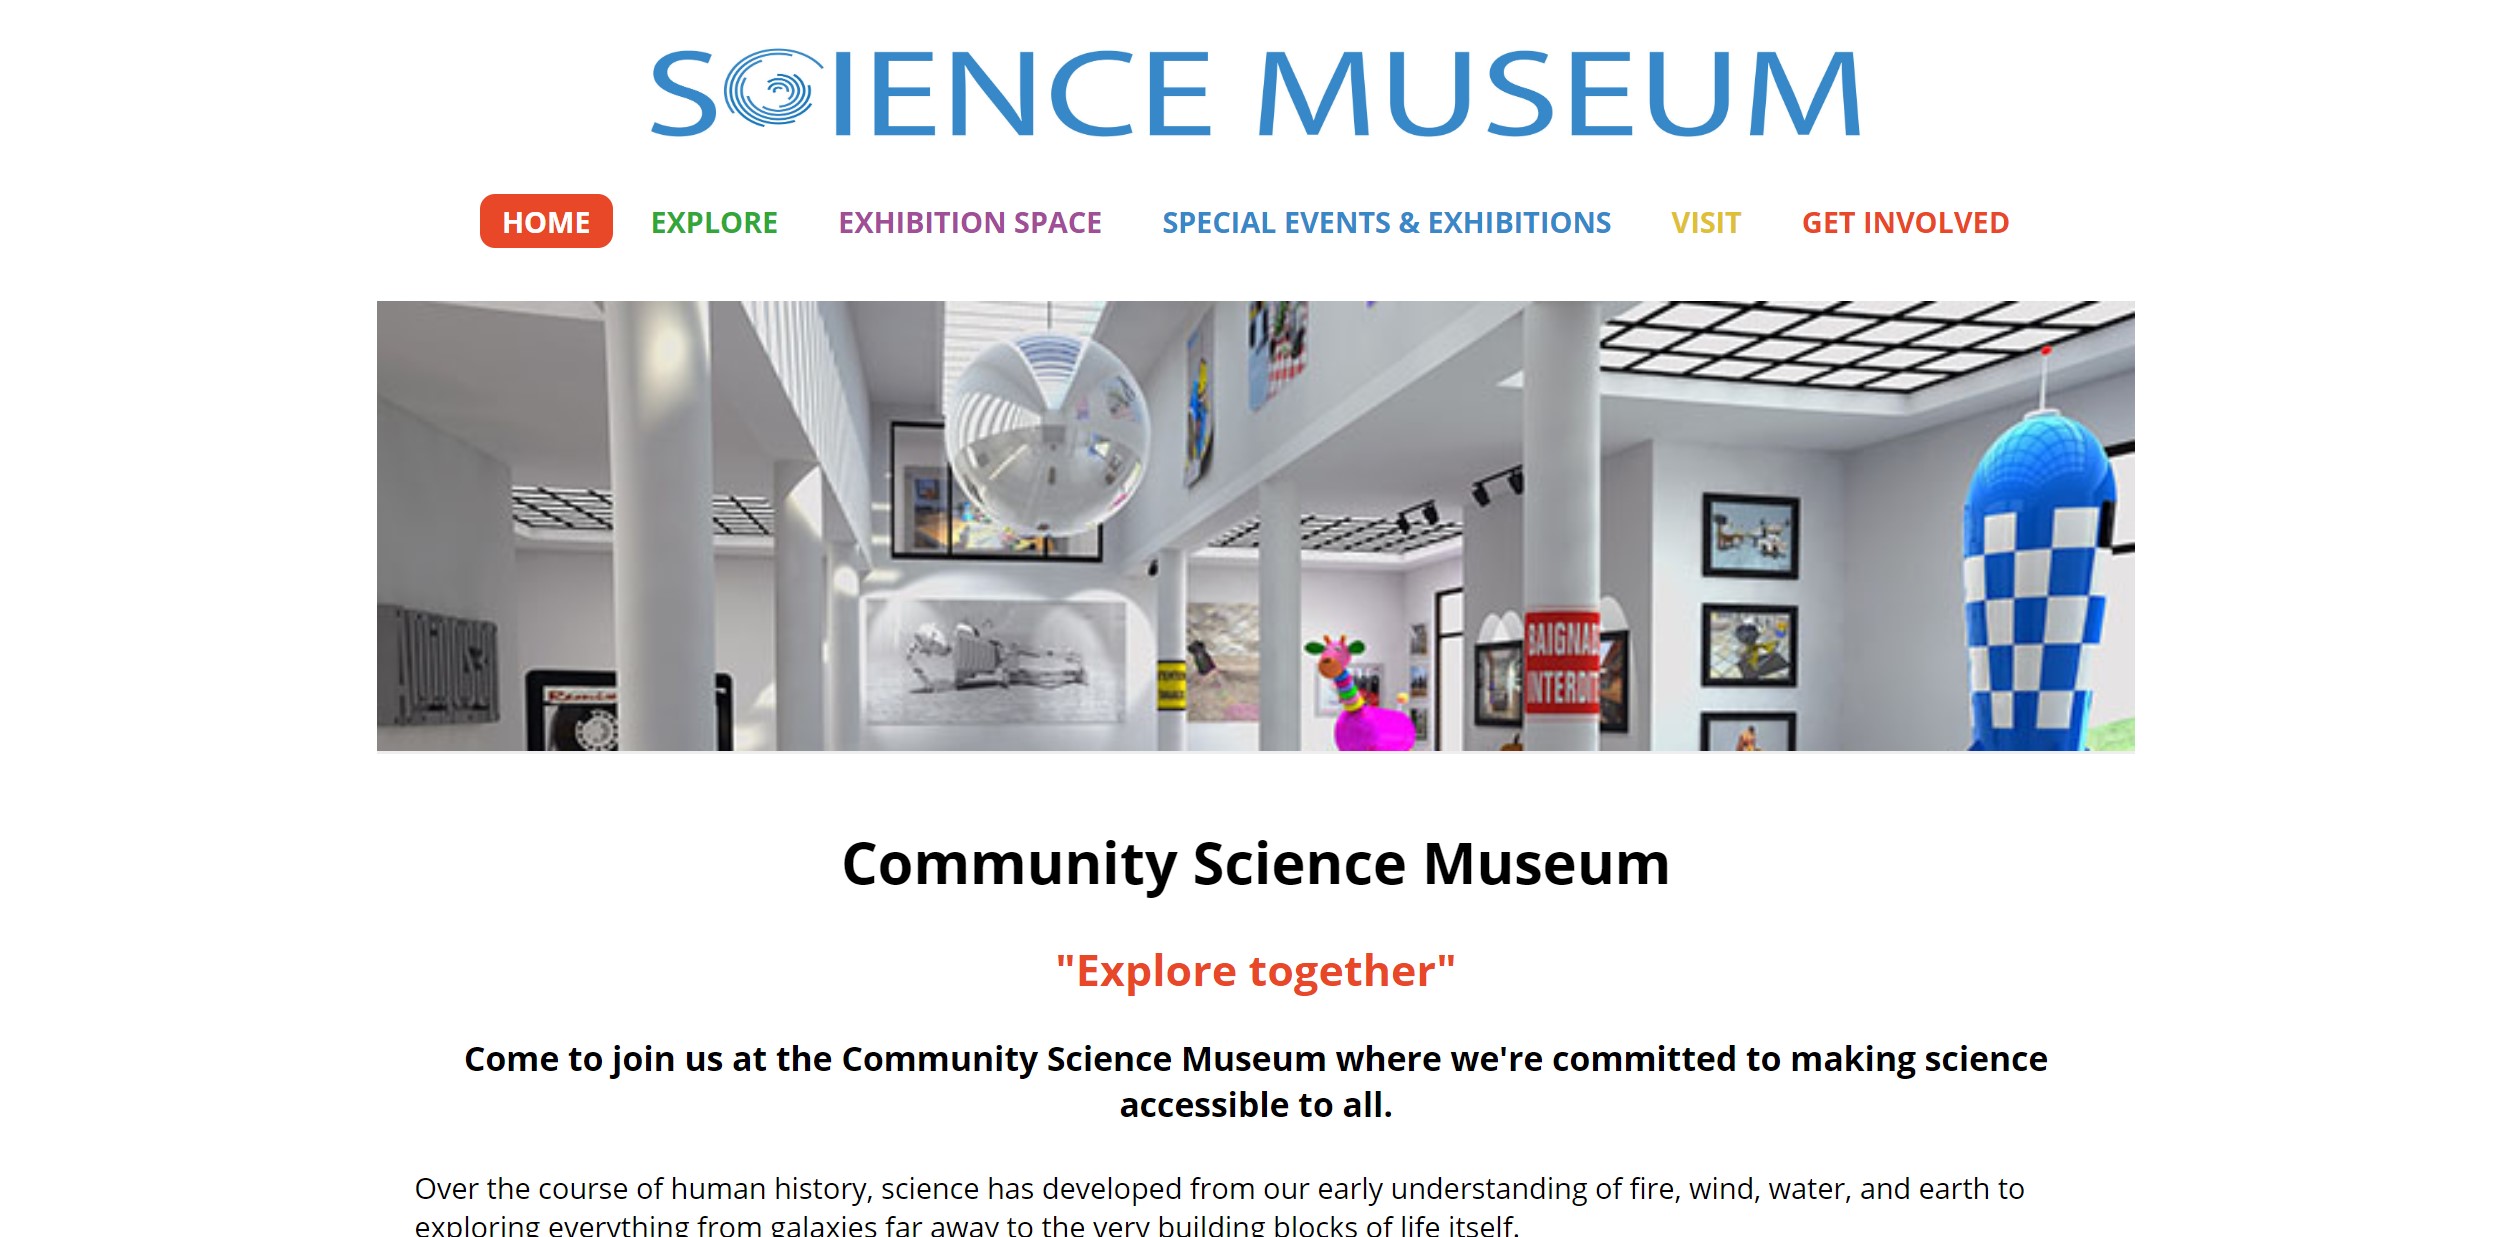 SCIENCE MUSEUM
HOME EXPLORE EXHIBITION SPACE SPECIAL EVENTS & EXHIBITIONS VISIT GET INVOLVED
BAIGNAD
INTERDIT
Community Science Museum
"Explore together"
Come to join us at the Community Science Museum where we're committed to making science
accessible to all.
Over the course of human history, science has developed from our early understanding of fire, wind, water, and earth to
exploring everything from galaxies far away to the very building blocks of life itself.